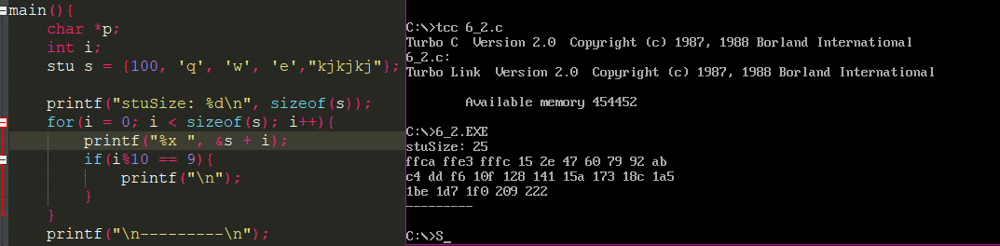 main(){
    char *p;
    int i;
    stu s = {100, 'q', 'w', 'e',"kjkjkj"};
    printf("stuSize: %d\n", sizeof(s));
    for(i = 0; i < sizeof(s); i++){
        printf("%x ", &s + i);
        if(i%10 == 9){
            printf("\n");
        }
    }
    printf("\n---------\n");
C:\>tcc 6_2.c
Turbo C  Version 2.0  Copyright (c) 1987, 1988 Borland International
6_2.c:
Turbo Link  Version 2.0  Copyright (c) 1987, 1988 Borland International
        Available memory 454452
C:\>6_2.EXE
stuSize: 25
ffca ffe3 fffc 15 2e 47 60 79 92 ab
c4 dd f6 10f 128 141 15a 173 18c 1a5
1be 1d7 1f0 209 222
---------
C:\>S_